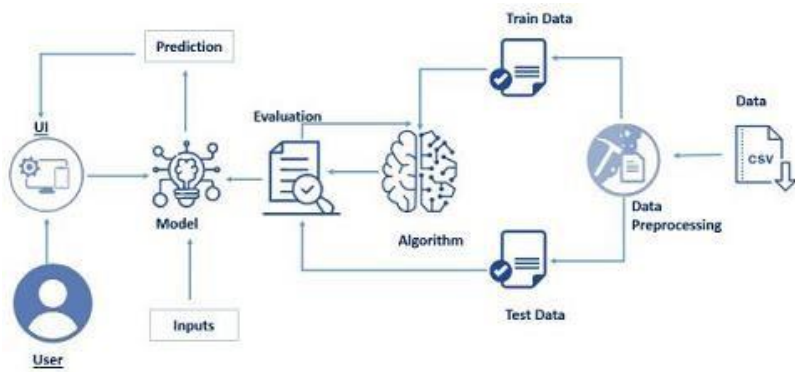 Train Data
Prediction
Data
Evaluation
UI
CSV
Model
Algorithm
Data
Preprocessing
Inputs
Test Data
User